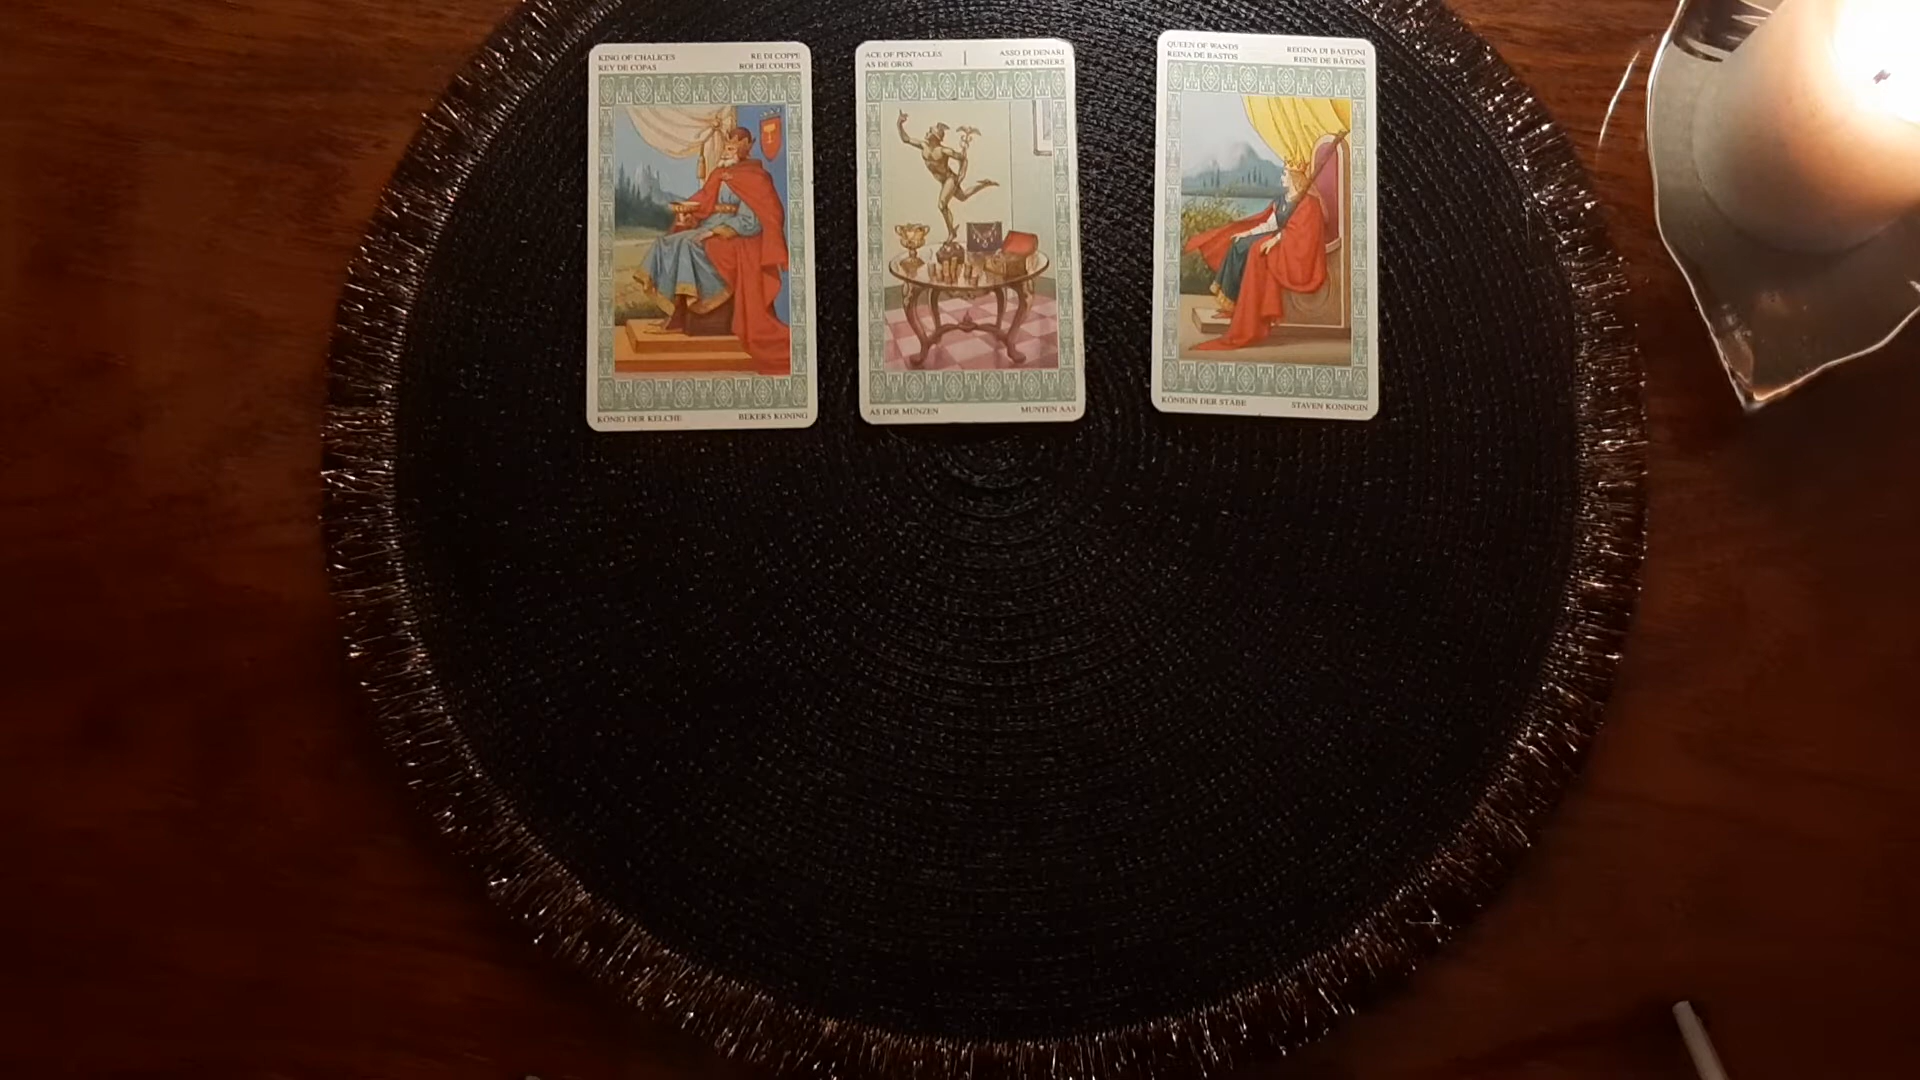 KING OF CHALICES RE DI COPPE
REY DE COPAS ROI DE COUPES
KÖNIG DER KELCHE BEKERS KONING
ACE OF PENTACLES I ASSO DI DENARI
AS DE OROS AS DE DENIERS
AS DER MÜNZEN MUNTEN AAS
QUEEN OF WANDS REGINA DI BASTONI
REINA DE BASTOS REINE DE BÂTONS
KÖNIGIN DER STÄBE STAVEN KONINGIN